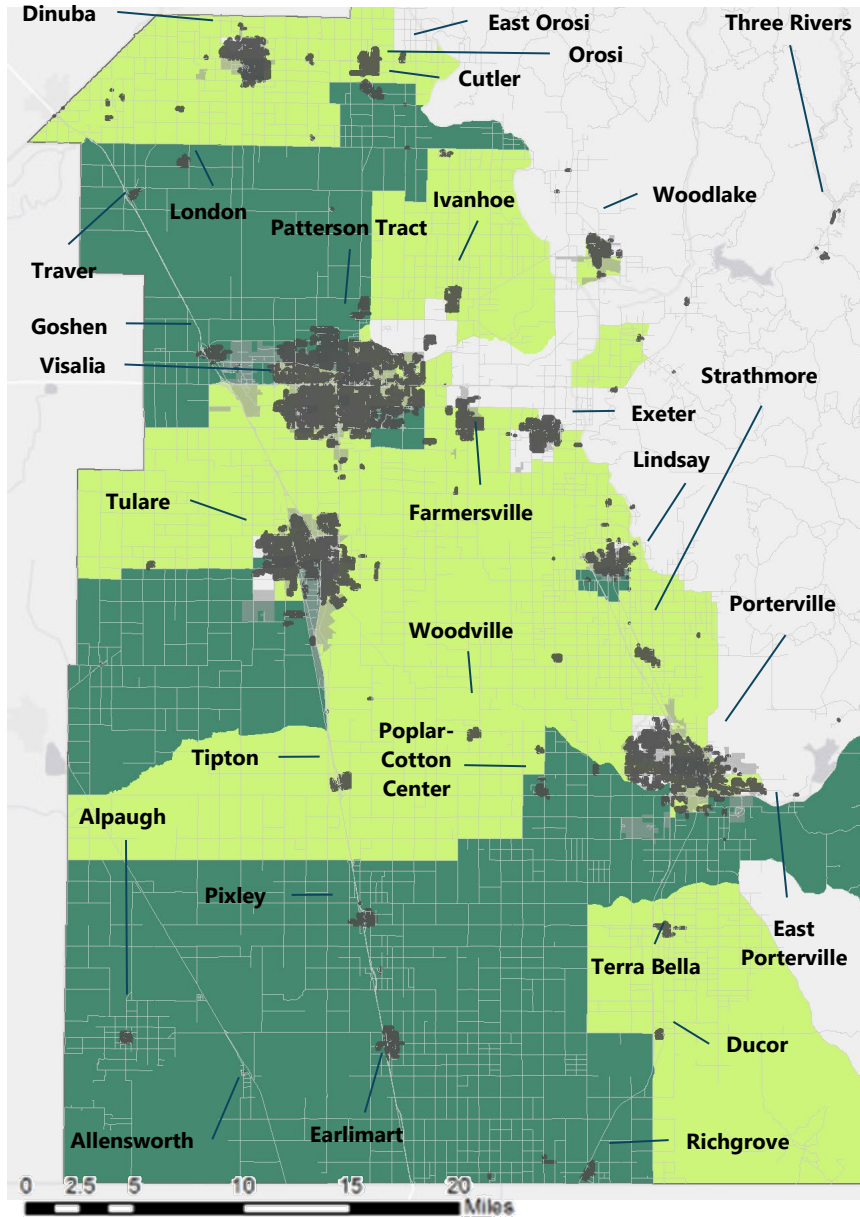 Dinuba
East Orosi
Three Rivers
Orosi
Cutler
London
Ivanhoe
Woodlake
Patterson Tract
Traver
Goshen
Visalia
Strathmore
Exeter
Lindsay
Tulare
Farmersville
Porterville
Woodville
Tipton
Poplar-
Cotton
Center
Alpaugh
Pixley
East
Porterville
Terra Bella
Ducor
Allensworth
Earlimart
Richgrove
0 2.5 5 10 15 20
Miles